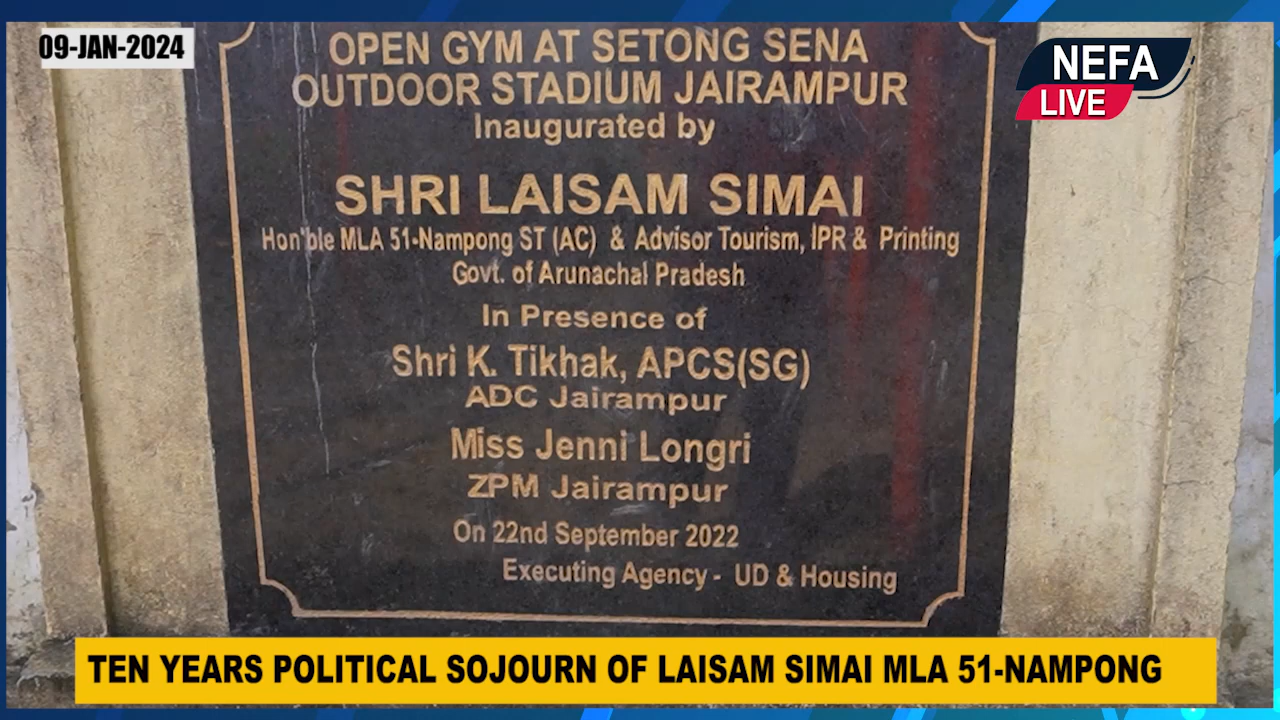 09-JAN-2024
NEFA
LIVE
OPEN GYM AT SETONG SENA
OUTDOOR STADIUM JAIRAMPUR
Inaugurated by
SHRI LAISAM SIMAI
Hon'ble MLA 51-Nampong ST (AC) & Advisor Tourism, IPR & Printing
Govt. of Arunachal Pradesh
In Presence of
Shri K. Tikhak, APCS(SG)
ADC Jairampur
Miss Jenni Longri
ZPM Jairampur
On 22nd September 2022
Executing Agency - UD & Housing
TEN YEARS POLITICAL SOJOURN OF LAISAM SIMAI MLA 51-NAMPONG